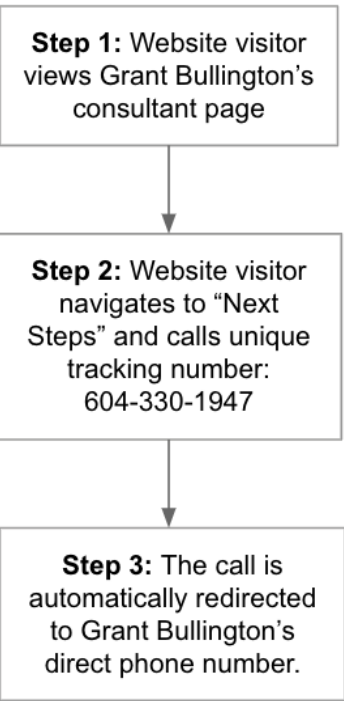 Step 1: Website visitor
views Grant Bullington’s
consultant page
Step 2: Website visitor
navigates to “Next
Steps” and calls unique
tracking number:
604-330-1947
Step 3: The call is
automatically redirected
to Grant Bullington’s
direct phone number.